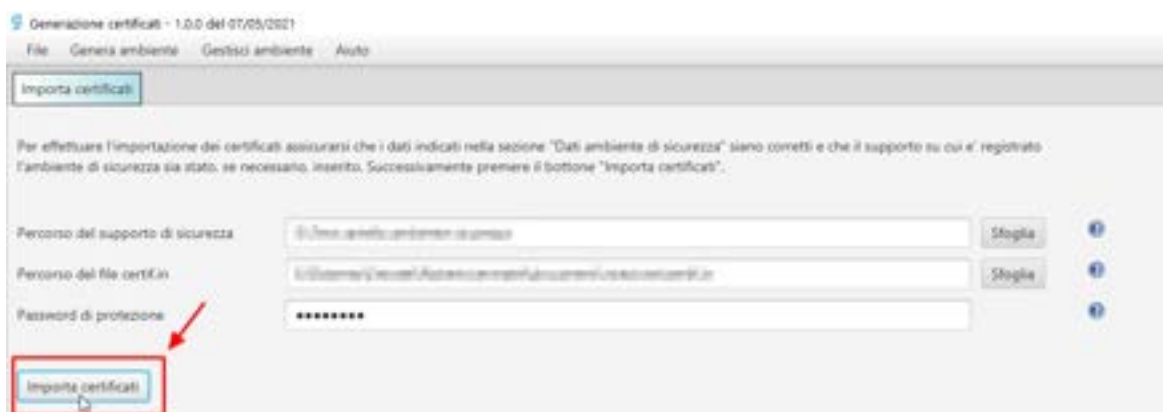 Generazione certificati - 1.0.0 del 07/05/2021
File Genera ambiente Gestisci ambiente Aiuto
Importa certificati
Per effettuare l'importazione dei certificati assicurarsi che i dati indicati nella sezione "Dati ambiente di sicurezza" siano corretti e che il supporto su cui e' registrato
l'ambiente di sicurezza sia stato, se necessario, inserito. Successivamente premere il bottone "Importa certificati".
Percorso del supporto di sicurezza
Sfoglia
Percorso del file certif.in
Sfoglia
Password di protezione ●●●●●●●●
Importa certificati